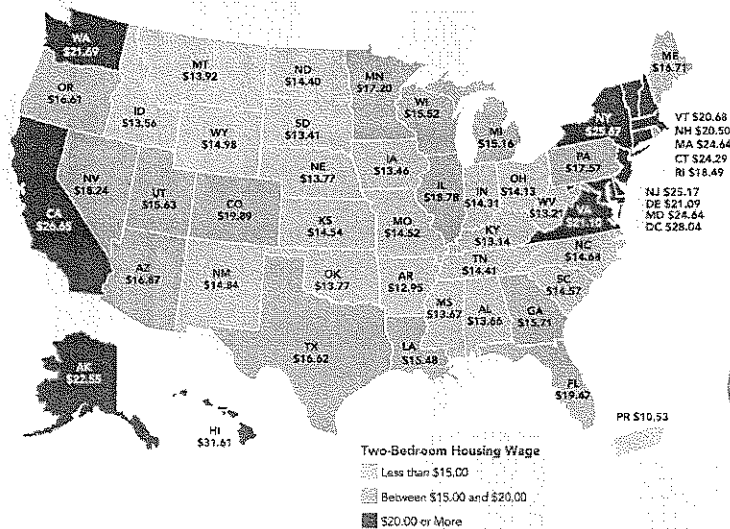 WA
$21.69
MT
$13.92
ND
$14.40
MN
$17.20
ME
$16.71
OR
$16.61
ID
$13.56
SD
$13.41
WI
$15.52
MI
$15.16
NY
$25.67
VT $20.68
NH $20.50
MA $24.64
CT $24.29
RI $18.49
WY
$14.98
NE
$13.77
IA
$13.46
PA
$17.57
NJ $25.17
DE $21.09
MD $24.64
DC $28.04
NV
$18.24
UT
$15.63
CO
$19.89
IL
$18.78
IN
$14.31
OH
$14.13
WV
$13.21
VA
CA
KS
$14.54
MO
$14.52
KY
$13.14
NC
$14.68
AZ
$16.87
NM
$14.84
OK
$13.77
AR
$12.95
TN
$14.41
SC
$14.57
MS
$13.67
AL
$13.66
GA
$15.71
TX
$16.62
LA
$15.48
AK
$22.55
HI
$31.61
FL
$19.47
PR $10.53
Two-Bedroom Housing Wage
Less than $15.00
Between $15.00 and $20.00
$20.00 or More